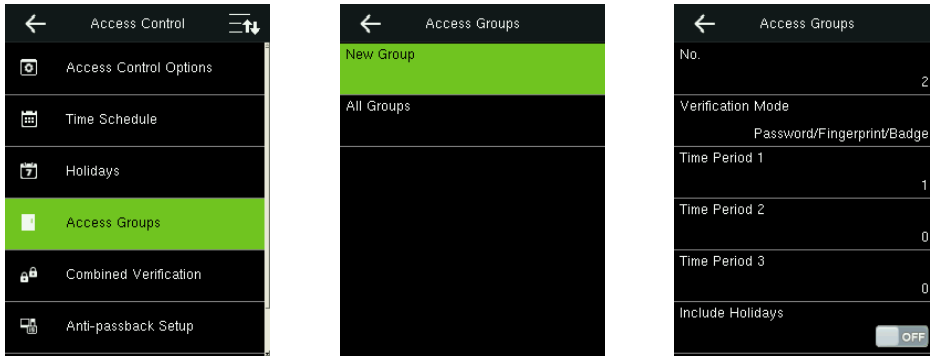 Access Control
Access Control Options
Time Schedule
7
Holidays
Access Groups
Combined Verification
Anti-passback Setup
Access Groups
New Group
All Groups
Access Groups
No.
2
Verification Mode
Password/Fingerprint/Badge
Time Period 1
1
Time Period 2
0
Time Period 3
0
Include Holidays
OFF